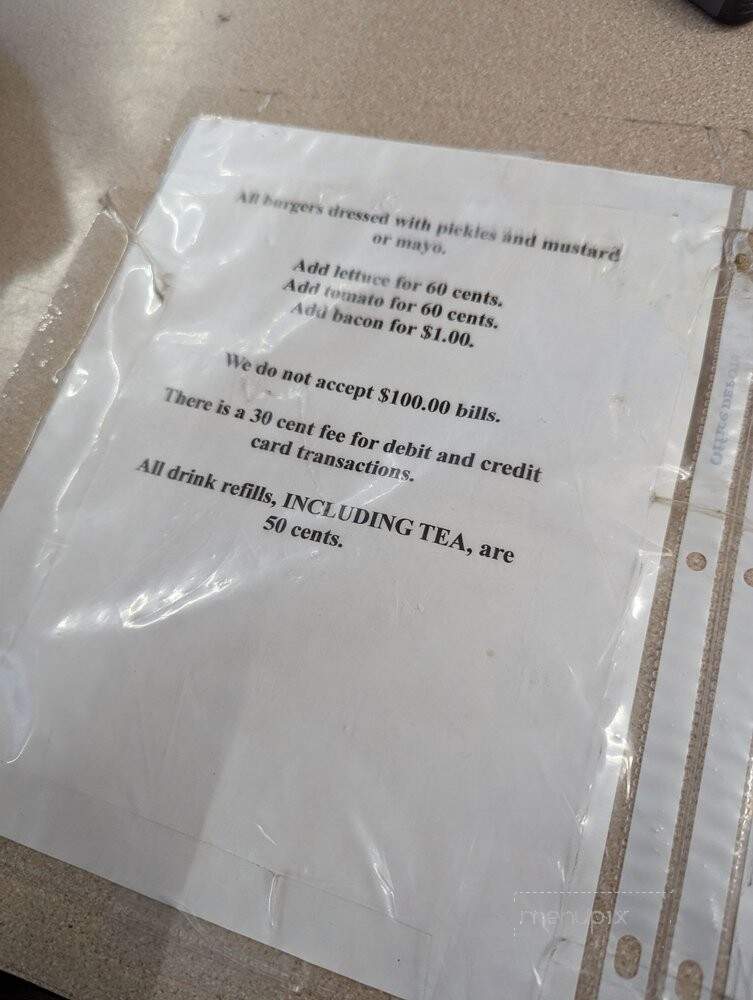 All burgers dressed with pickles and mustard
or mayo.
Add lettuce for 60 cents.
Add tomato for 60 cents.
Add bacon for $1.00.
We do not accept $100.00 bills.
There is a 30 cent fee for debit and credit
card transactions.
All drink refills, INCLUDING TEA, are
50 cents.
menupix